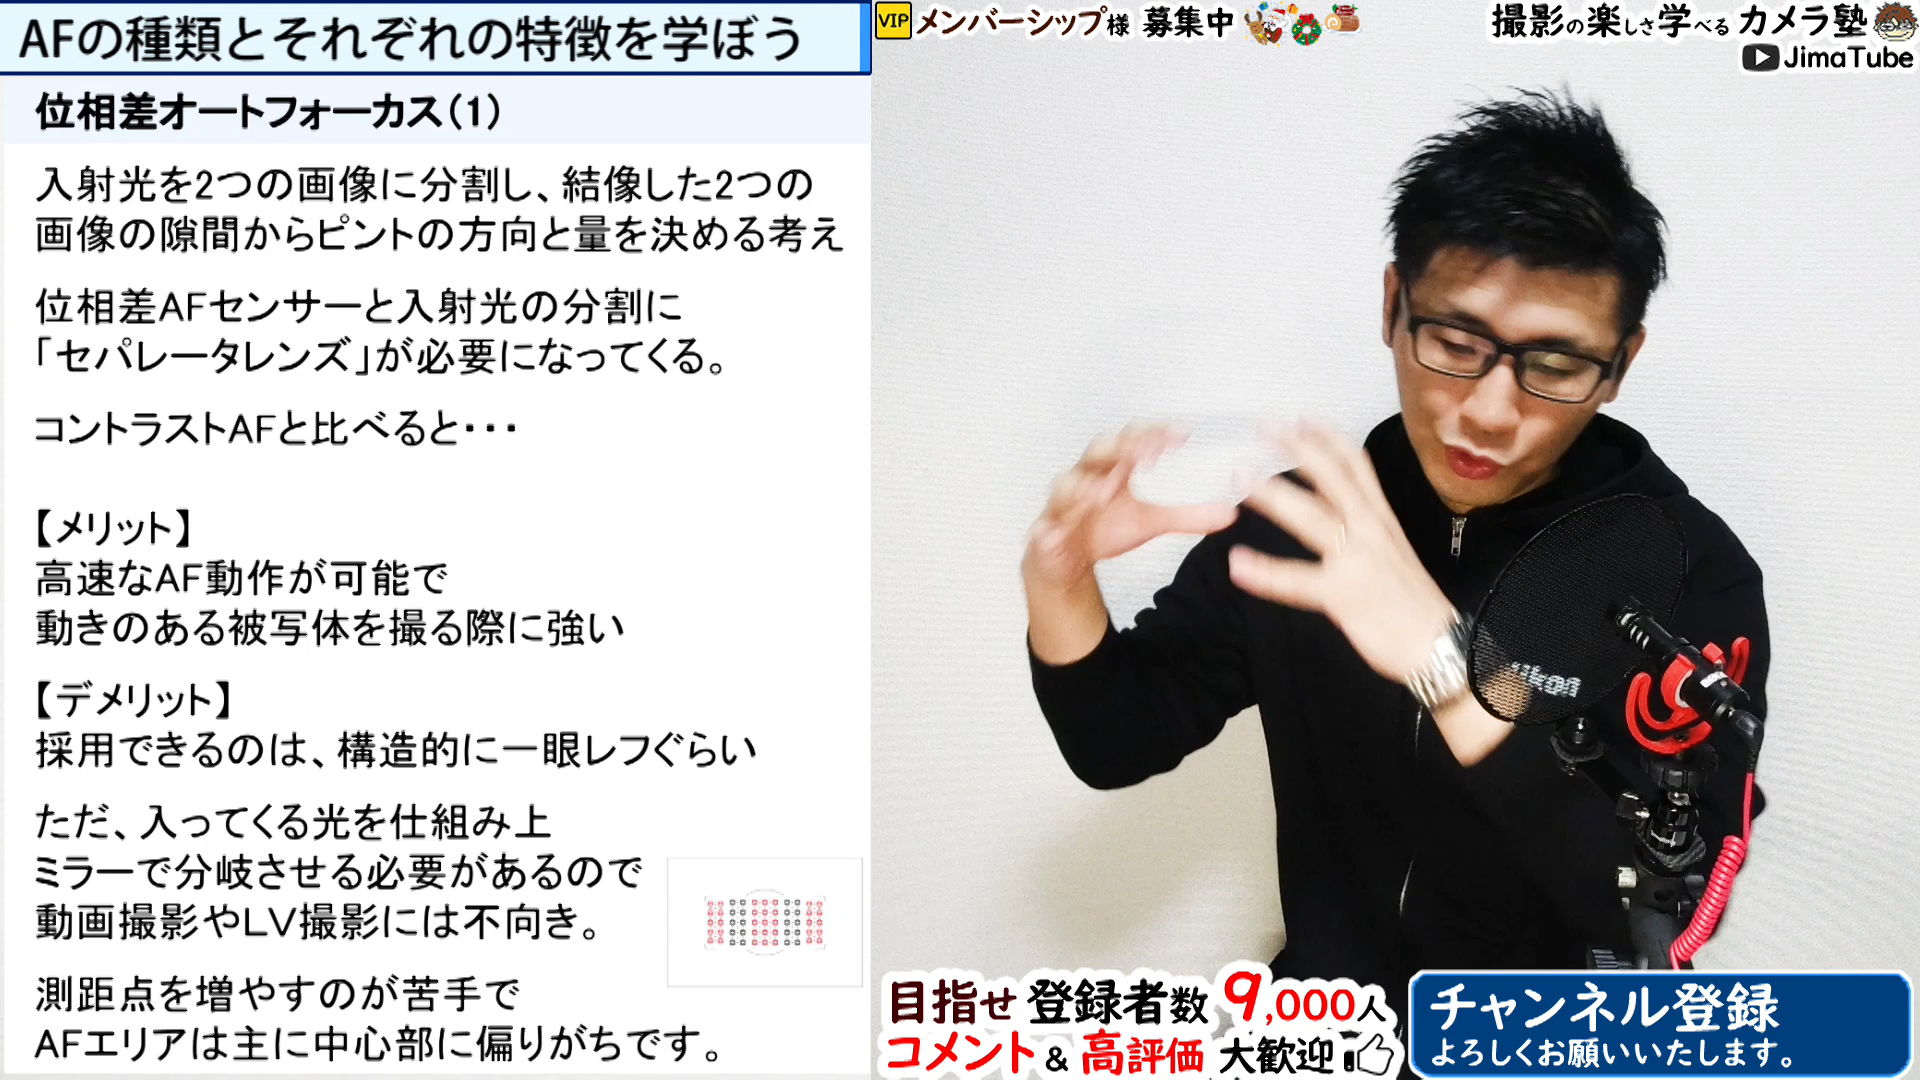 AFの種類とそれぞれの特徴を学ぼう
位相差オートフォーカス(1)
入射光を2つの画像に分割し、結像した2つの
画像の隙間からピントの方向と量を決める考え
位相差AFセンサーと入射光の分割に
「セパレータレンズ」が必要になってくる。
コントラストAFと比べると・・・
【メリット】
高速なAF動作が可能で
動きのある被写体を撮る際に強い
【デメリット】
採用できるのは、構造的に一眼レフぐらい
ただ、入ってくる光を仕組み上
ミラーで分岐させる必要があるので
動画撮影やLV撮影には不向き。
測距点を増やすのが苦手で
AFエリアは主に中心部に偏りがちです。
VIP メンバーシップ様 募集中
撮影の楽しさ学べる カメラ塾
JimaTube
Nikon
目指せ 登録者数 9,000人
コメント & 高評価 大歓迎
チャンネル登録
よろしくお願いいたします。